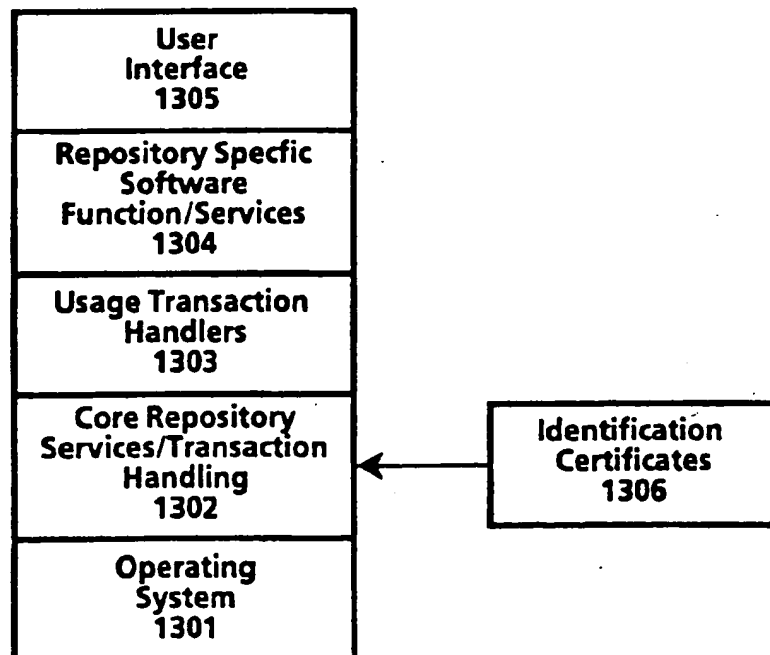 User
Interface
1305
Repository Specfic
Software
Function/Services
1304
Usage Transaction
Handlers
1303
Core Repository
Services/Transaction
Handling
1302
Identification
Certificates
1306
Operating
System
1301